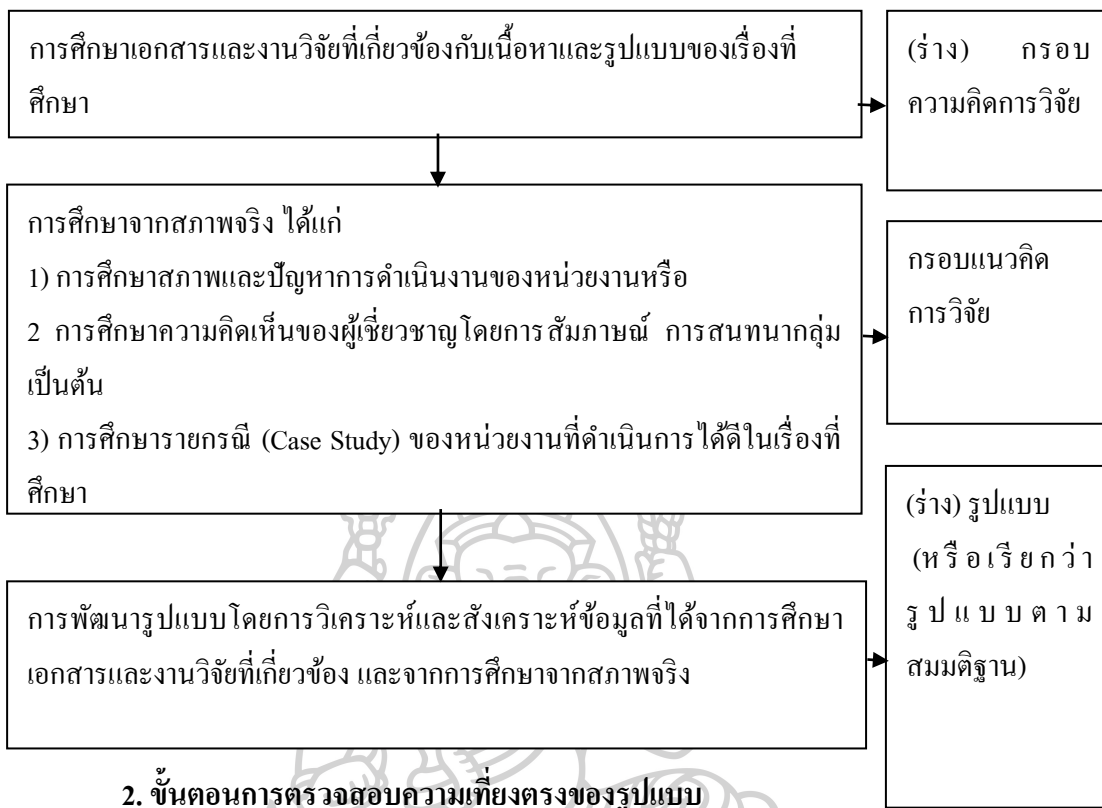 การศึกษาเอกสารและงานวิจัยที่เกี่ยวข้องกับเนื้อหาและรูปแบบของเรื่องที่
ศึกษา
(ร่าง) กรอบ
ความคิดการวิจัย
การศึกษาจากสภาพจริง ได้แก่
1) การศึกษาสภาพและปัญหาการดำเนินงานของหน่วยงานหรือ
2 การศึกษาความคิดเห็นของผู้เชี่ยวชาญโดยการสัมภาษณ์ การสนทนากลุ่ม
เป็นต้น
3) การศึกษารายกรณี (Case Study) ของหน่วยงานที่ดำเนินการได้ดีในเรื่องที่
ศึกษา
กรอบแนวคิด
การวิจัย
การพัฒนารูปแบบโดยการวิเคราะห์และสังเคราะห์ข้อมูลที่ได้จากการศึกษา
เอกสารและงานวิจัยที่เกี่ยวข้อง และจากการศึกษาจากสภาพจริง
(ร่าง) รูปแบบ
(หรือเรียกว่า
รูปแบบตาม
สมมติฐาน)
2. ขั้นตอนการตรวจสอบความเที่ยงตรงของรูปแบบ